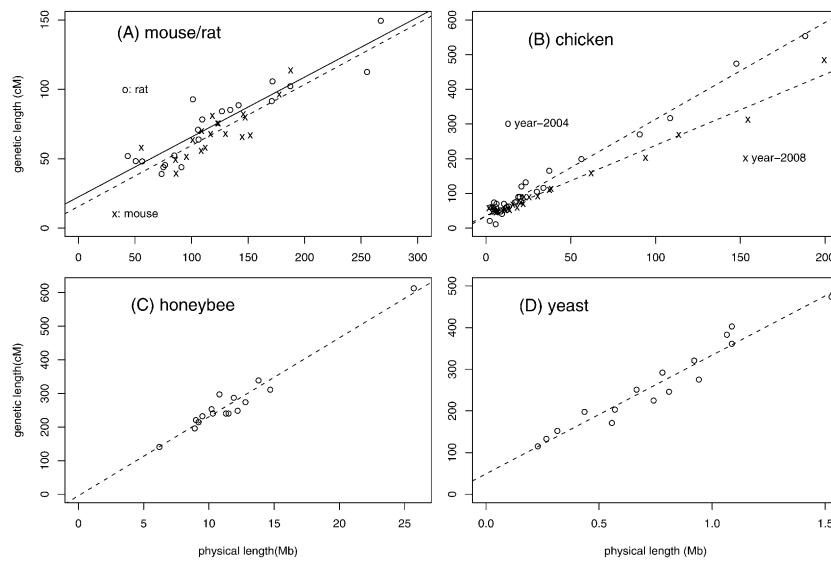 (A) mouse/rat
o: rat
x: mouse
genetic length (cM)
0 50 100 150
0 50 100 150 200 250 300
(B) chicken
o year-2004
x year-2008
0 100 200 300 400 500 600
0 50 100 150 200
(C) honeybee
genetic length(cM)
0 100 200 300 400 500 600
0 5 10 15 20 25
physical length(Mb)
(D) yeast
0 100 200 300 400 500
0.0 0.5 1.0 1.5
physical length (Mb)